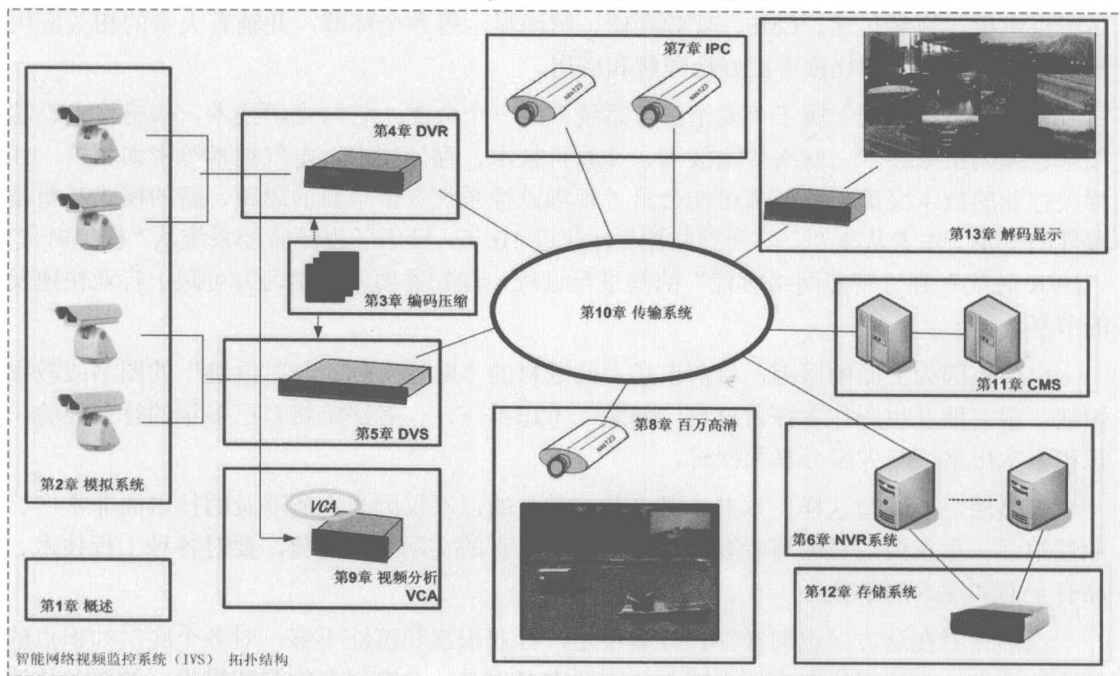 第7章 IPC
第4章 DVR
第13章 解码显示
第3章 编码压缩
第10章 传输系统
第11章 CMS
第5章 DVS
第8章 百万高清
第2章 模拟系统
VCA
第6章 NVR系统
第9章 视频分析
VCA
第12章 存储系统
第1章 概述
智能网络视频监控系统（IVS） 拓扑结构